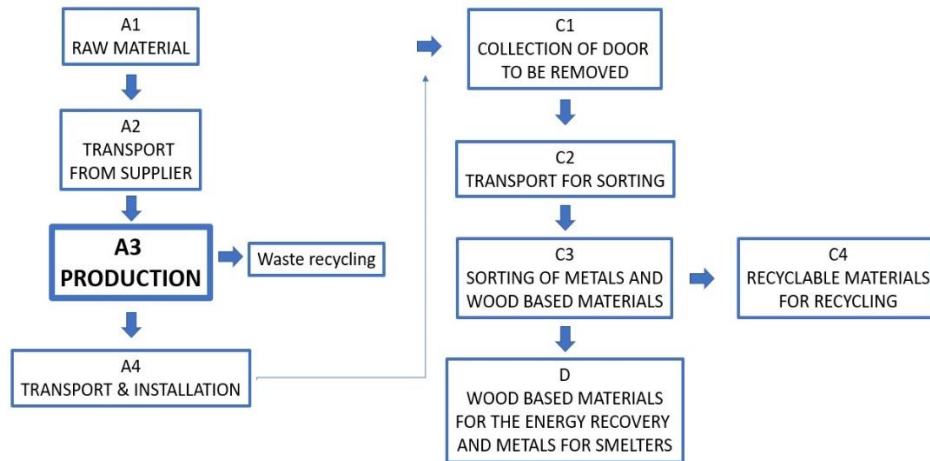 A1
RAW MATERIAL
A2
TRANSPORT
FROM SUPPLIER
A3
PRODUCTION
Waste recycling
A4
TRANSPORT & INSTALLATION
C1
COLLECTION OF DOOR
TO BE REMOVED
C2
TRANSPORT FOR SORTING
C3
SORTING OF METALS AND
WOOD BASED MATERIALS
C4
RECYCLABLE MATERIALS
FOR RECYCLING
D
WOOD BASED MATERIALS
FOR THE ENERGY RECOVERY
AND METALS FOR SMELTERS